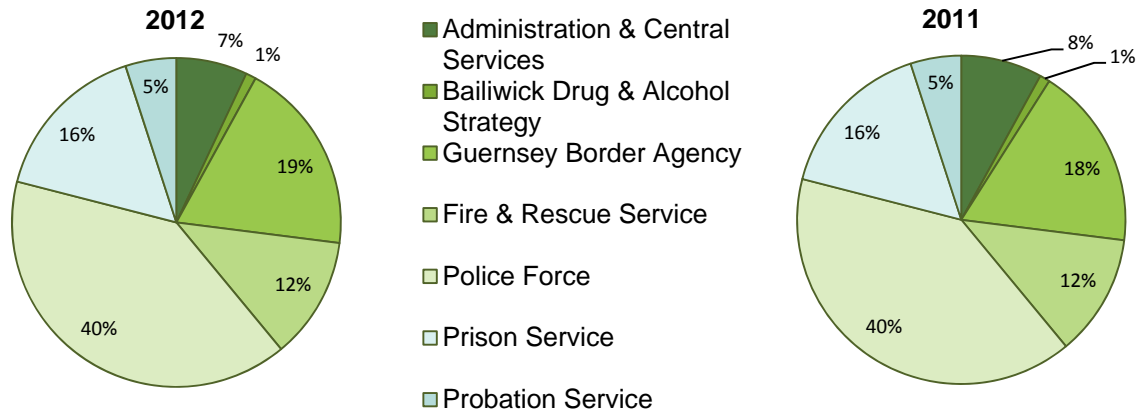 2012
7%
1%
19%
12%
40%
16%
5%
Administration & Central
Services
Bailiwick Drug & Alcohol
Strategy
Guernsey Border Agency
Fire & Rescue Service
Police Force
Prison Service
Probation Service
2011
8%
1%
18%
12%
40%
16%
5%